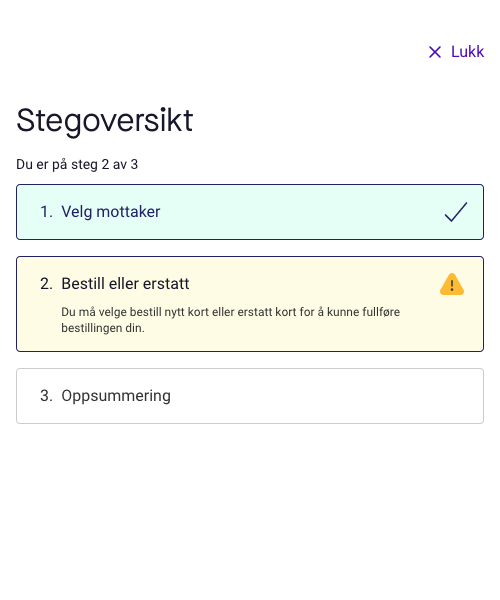 Lukk
Stegoversikt
Du er på steg 2 av 3
1. Velg mottaker
2. Bestill eller erstatt
Du må velge bestill nytt kort eller erstatt kort for å kunne fullføre
bestillingen din.
3. Oppsummering